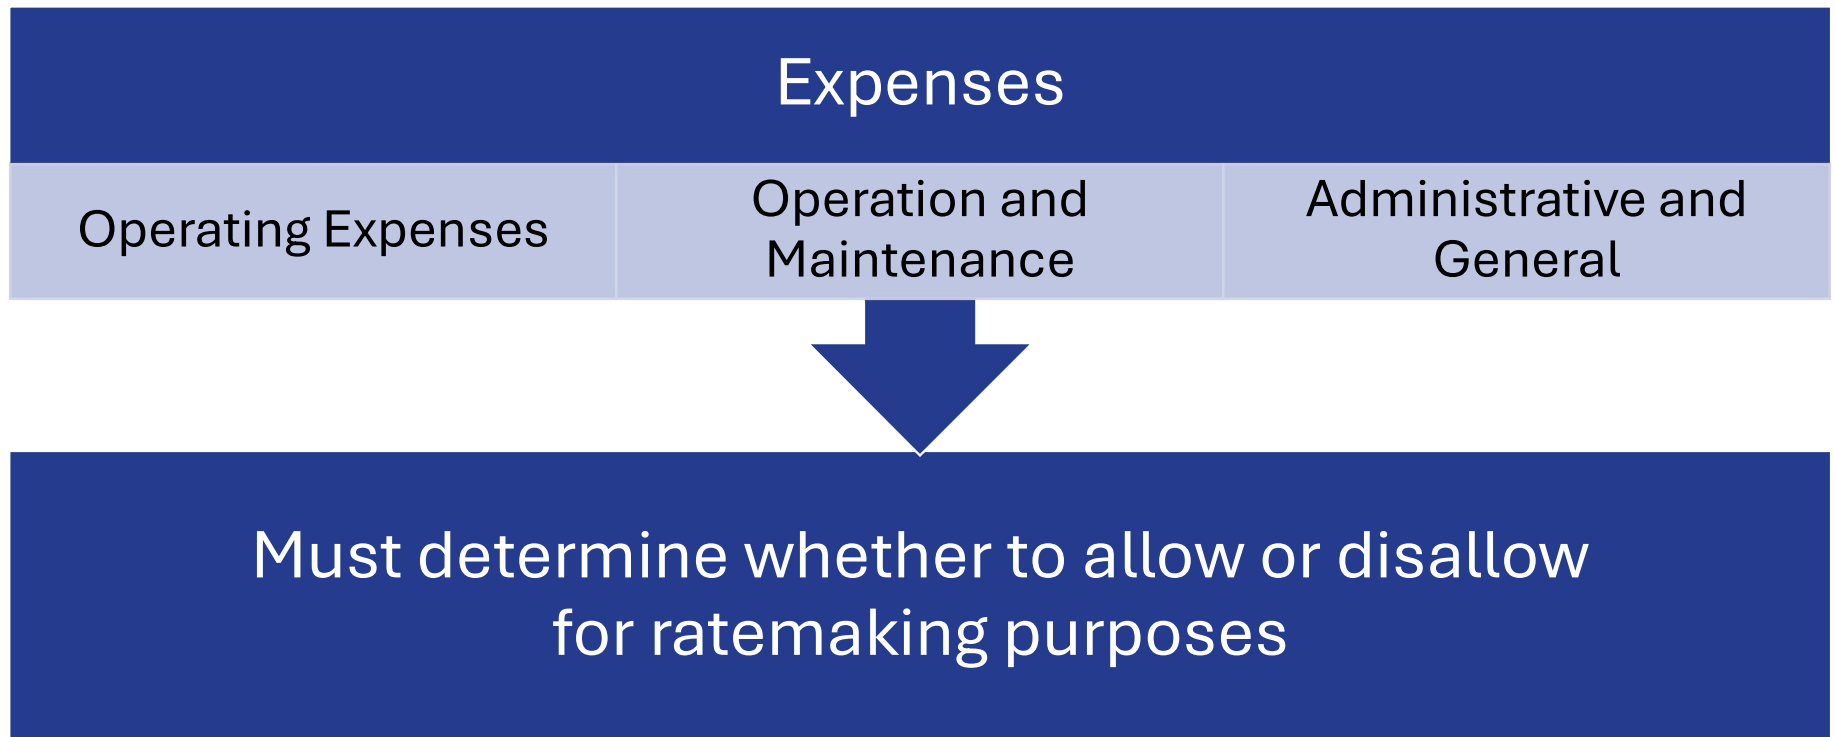 Expenses
Operating Expenses
Operation and
Maintenance
Administrative and
General
Must determine whether to allow or disallow
for ratemaking purposes